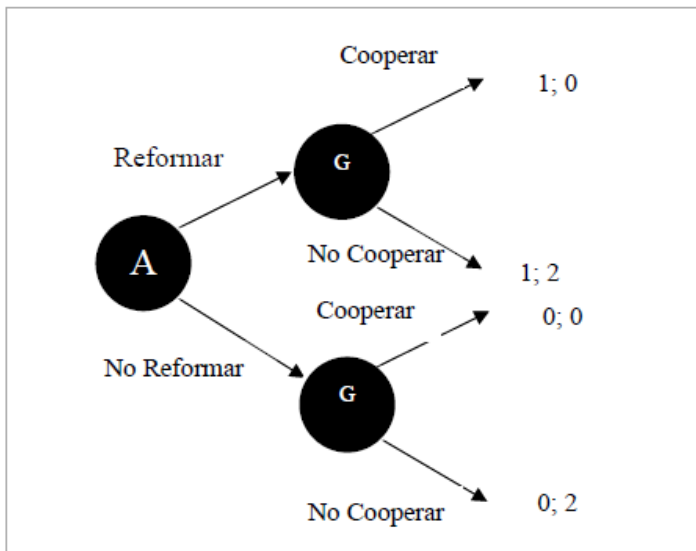 Cooperar
1; 0
G
Reformar
No Cooperar
1; 2
A
Cooperar
0; 0
No Reformar
G
No Cooperar
0; 2